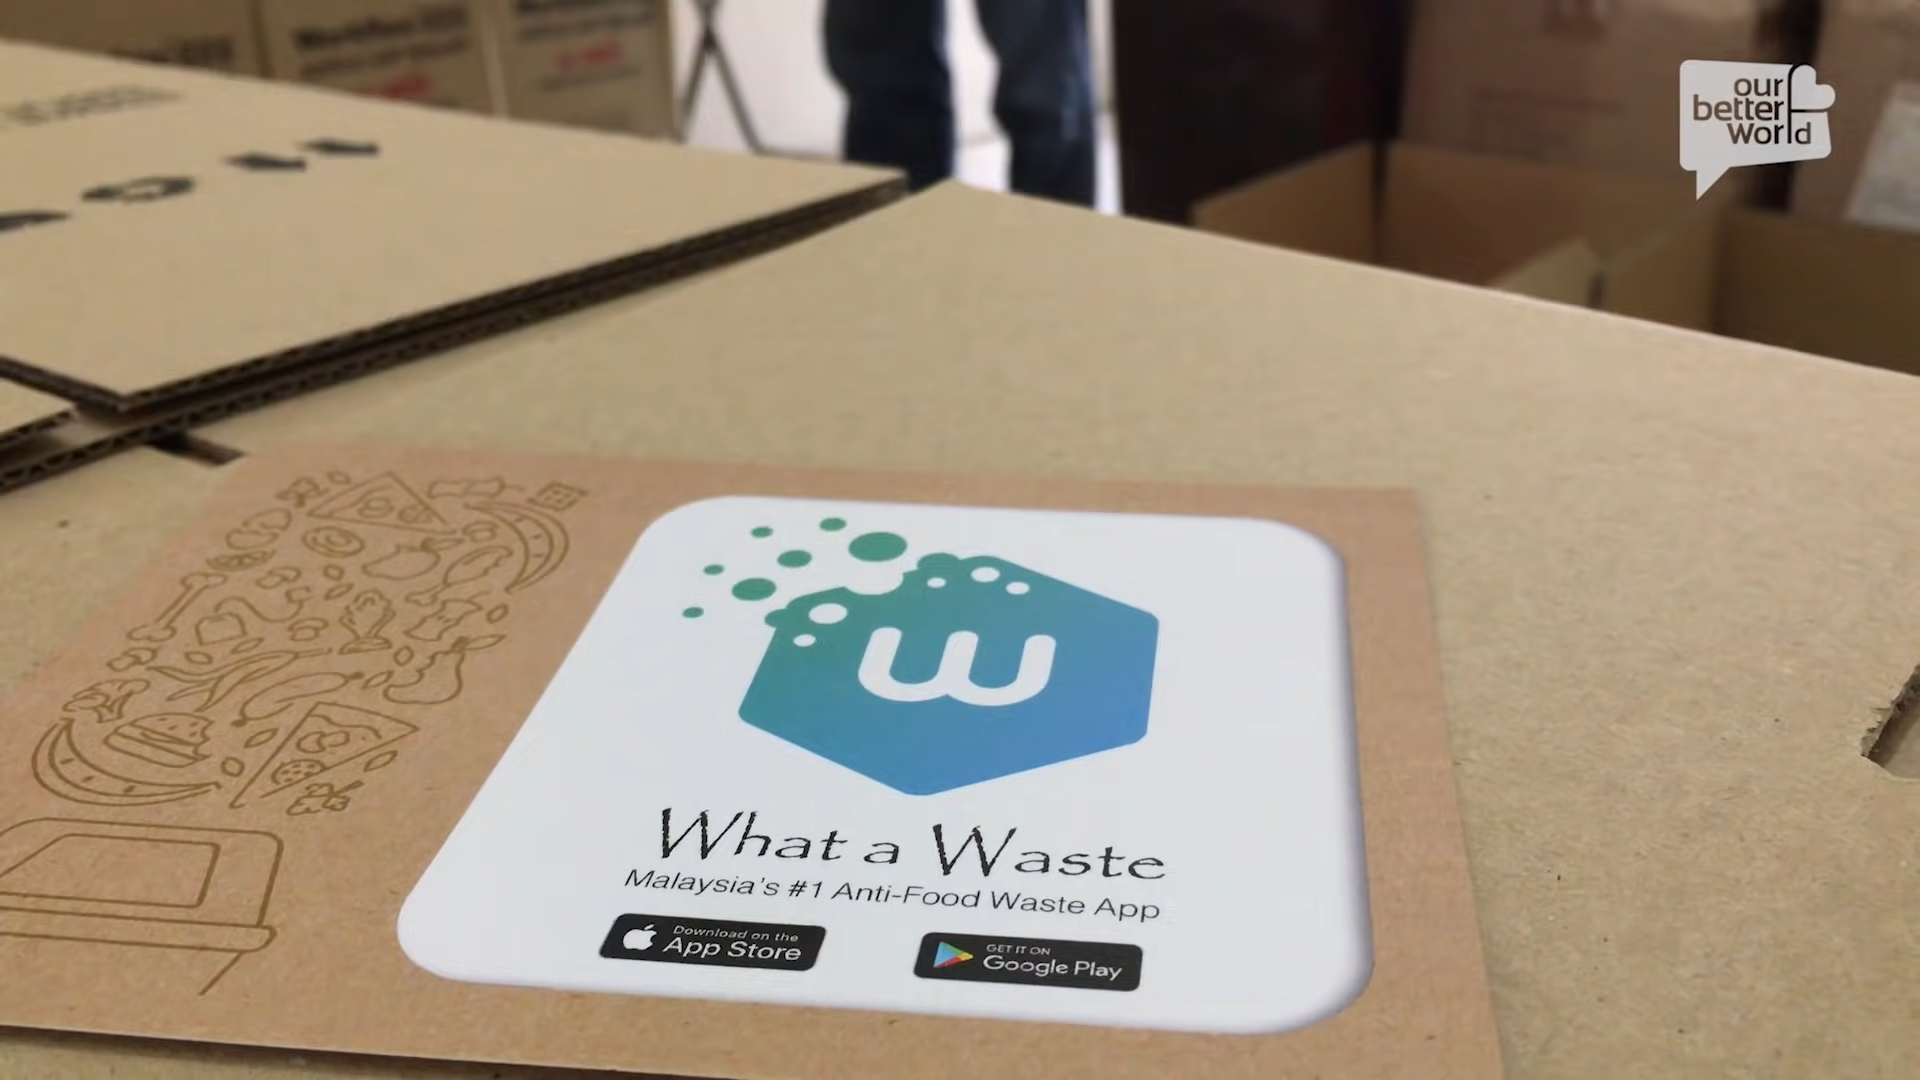 our
better
world
w
What a Waste
Malaysia's #1 Anti-Food Waste App
Download on the
App Store
GET IT ON
Google Play